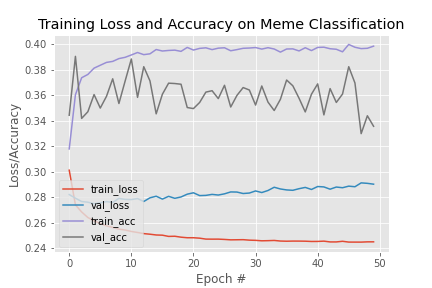 Training Loss and Accuracy on Meme Classification
Loss/Accuracy
0.40
0.38
0.36
0.34
0.32
0.30
0.28
0.26
0.24
train_loss
val_loss
train_acc
val_acc
0 10 20 30 40 50
Epoch #